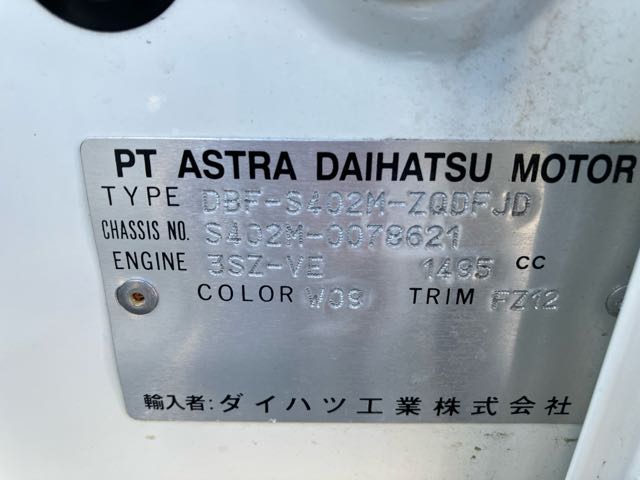 PT ASTRA DAIHATSU MOTOR
TYPE DBF-S402M-ZQDFJD
CHASSIS NO. S402M-0078621
ENGINE 3SZ-VE 1495 CC
COLOR W09 TRIM FZ12
輸入者: ダイハツ工業株式会社